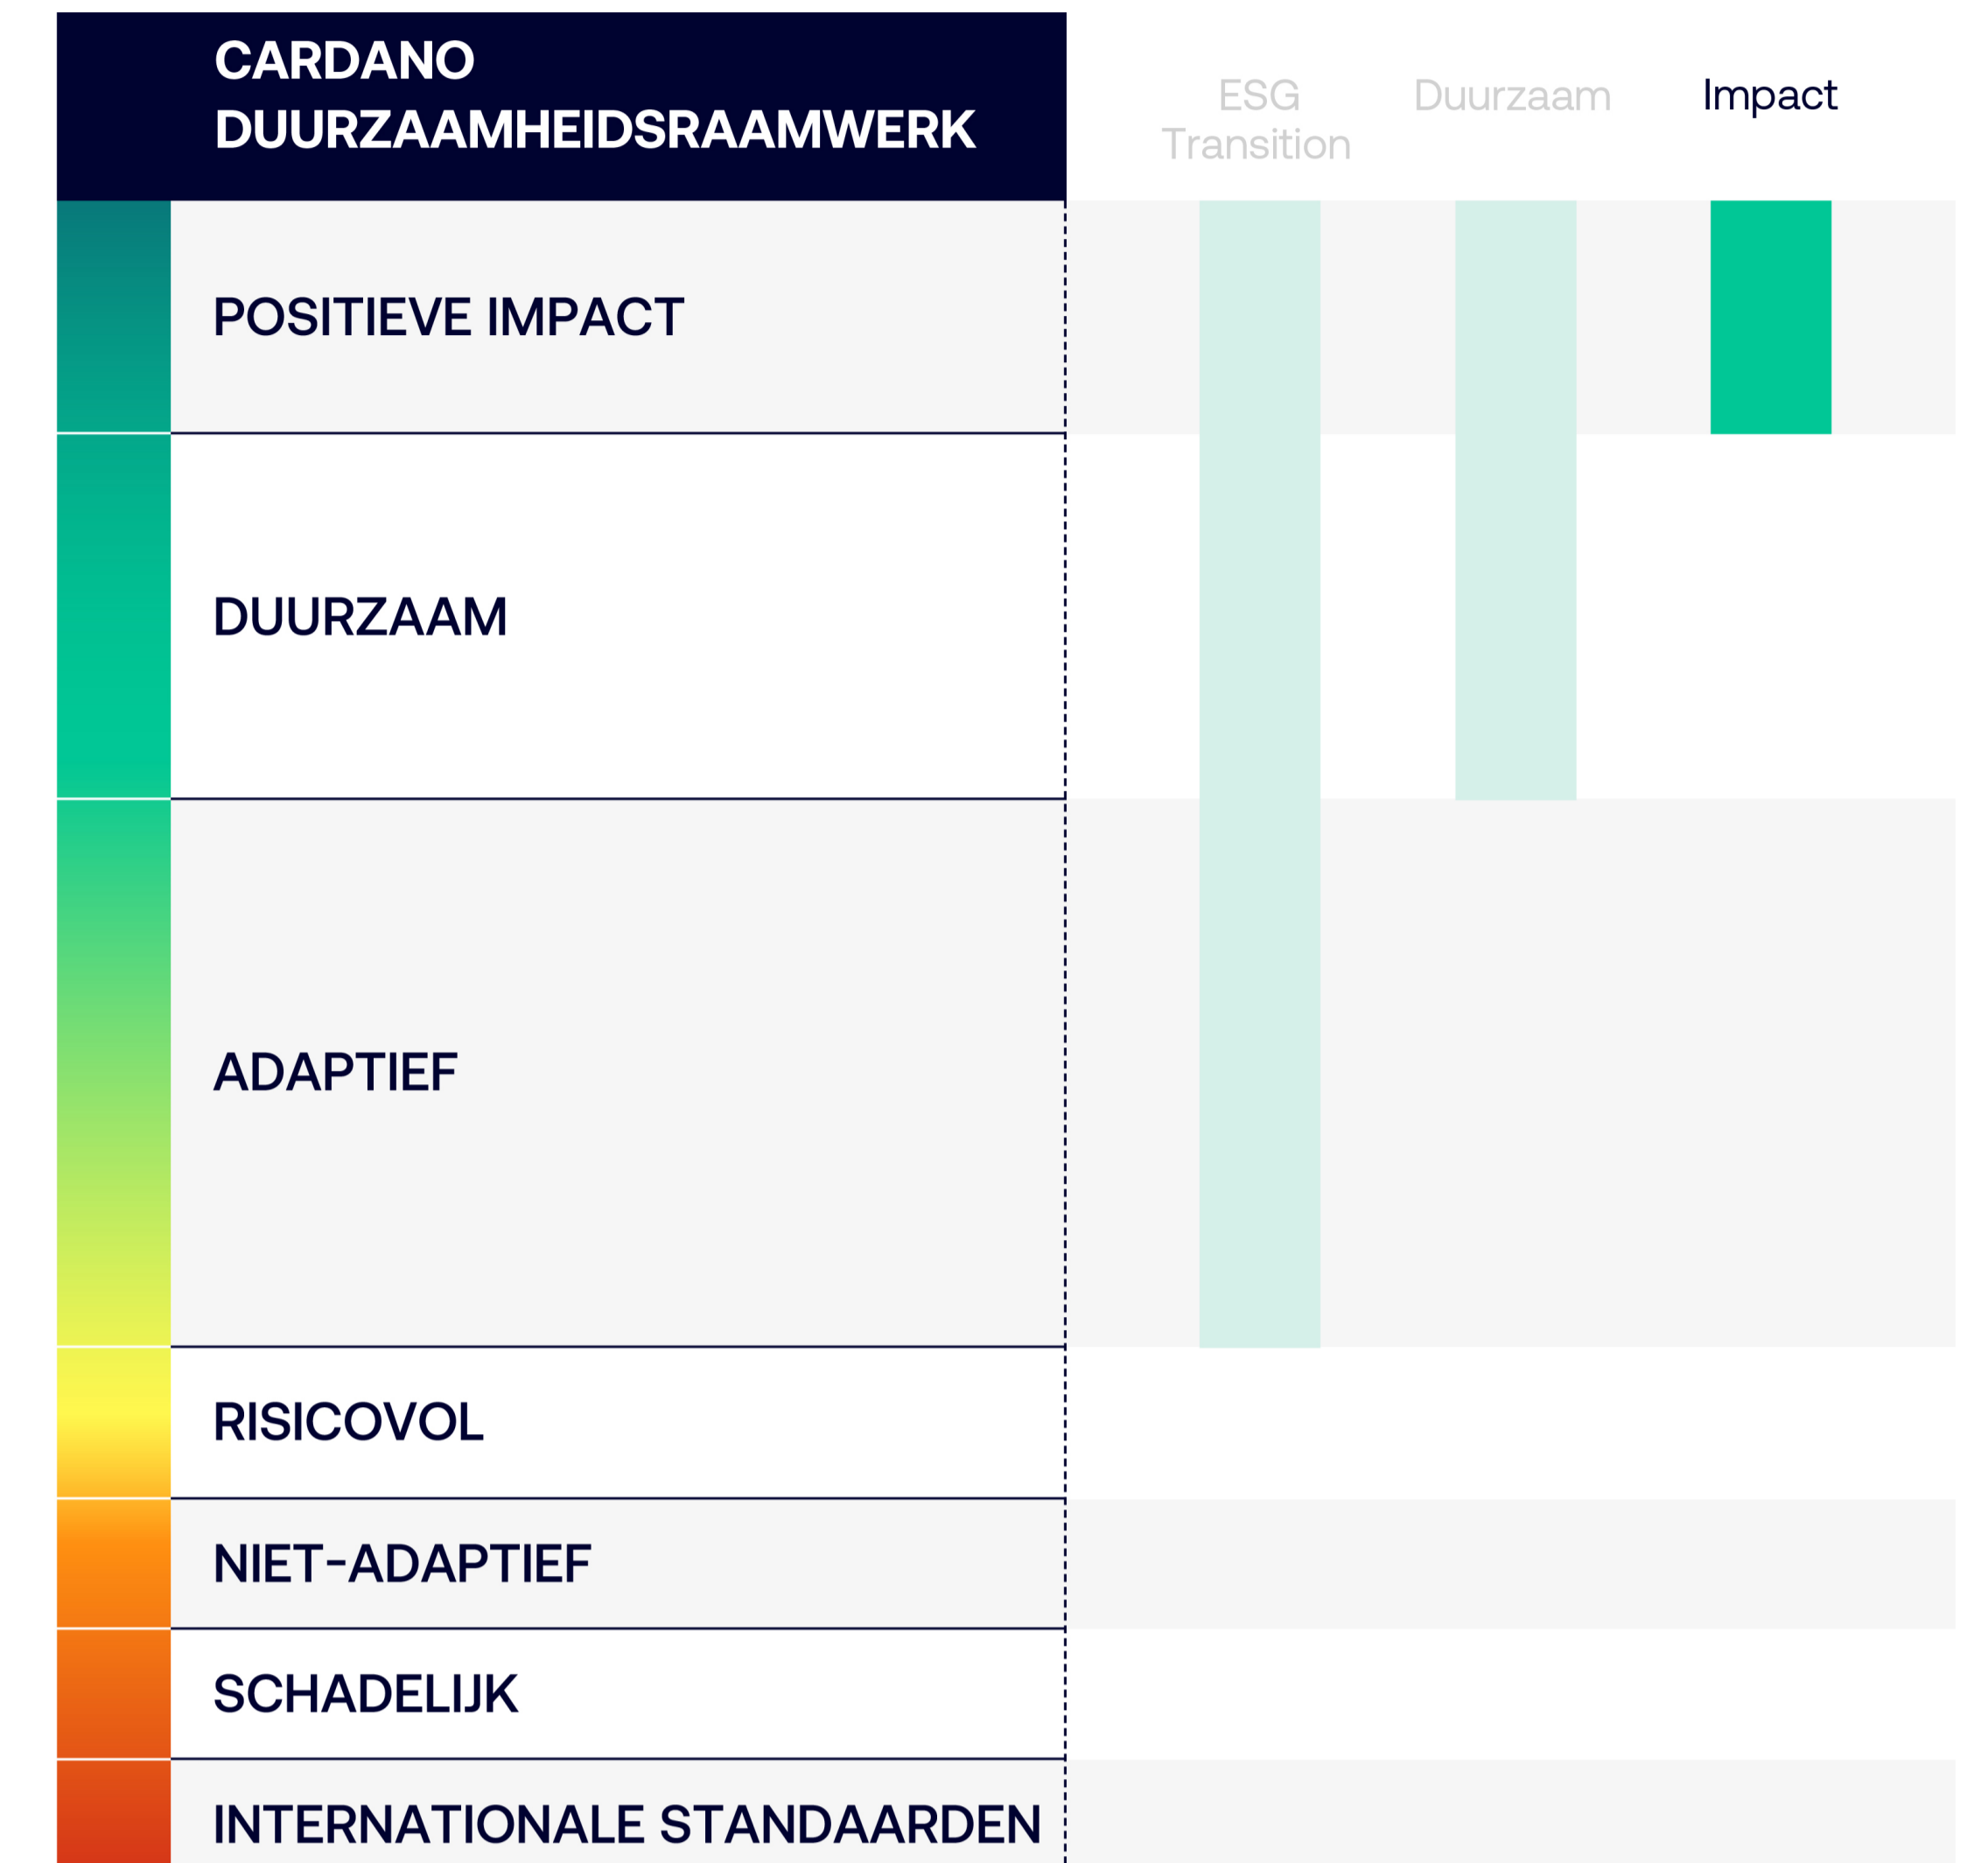 CARDANO
DUURZAAMHEIDSRAAMWERK
ESG
Transition
Duurzaam
Impact
POSITIEVE IMPACT
DUURZAAM
ADAPTIEF
RISICOVOL
NIET-ADAPTIEF
SCHADELIJK
INTERNATIONALE STANDAARDEN